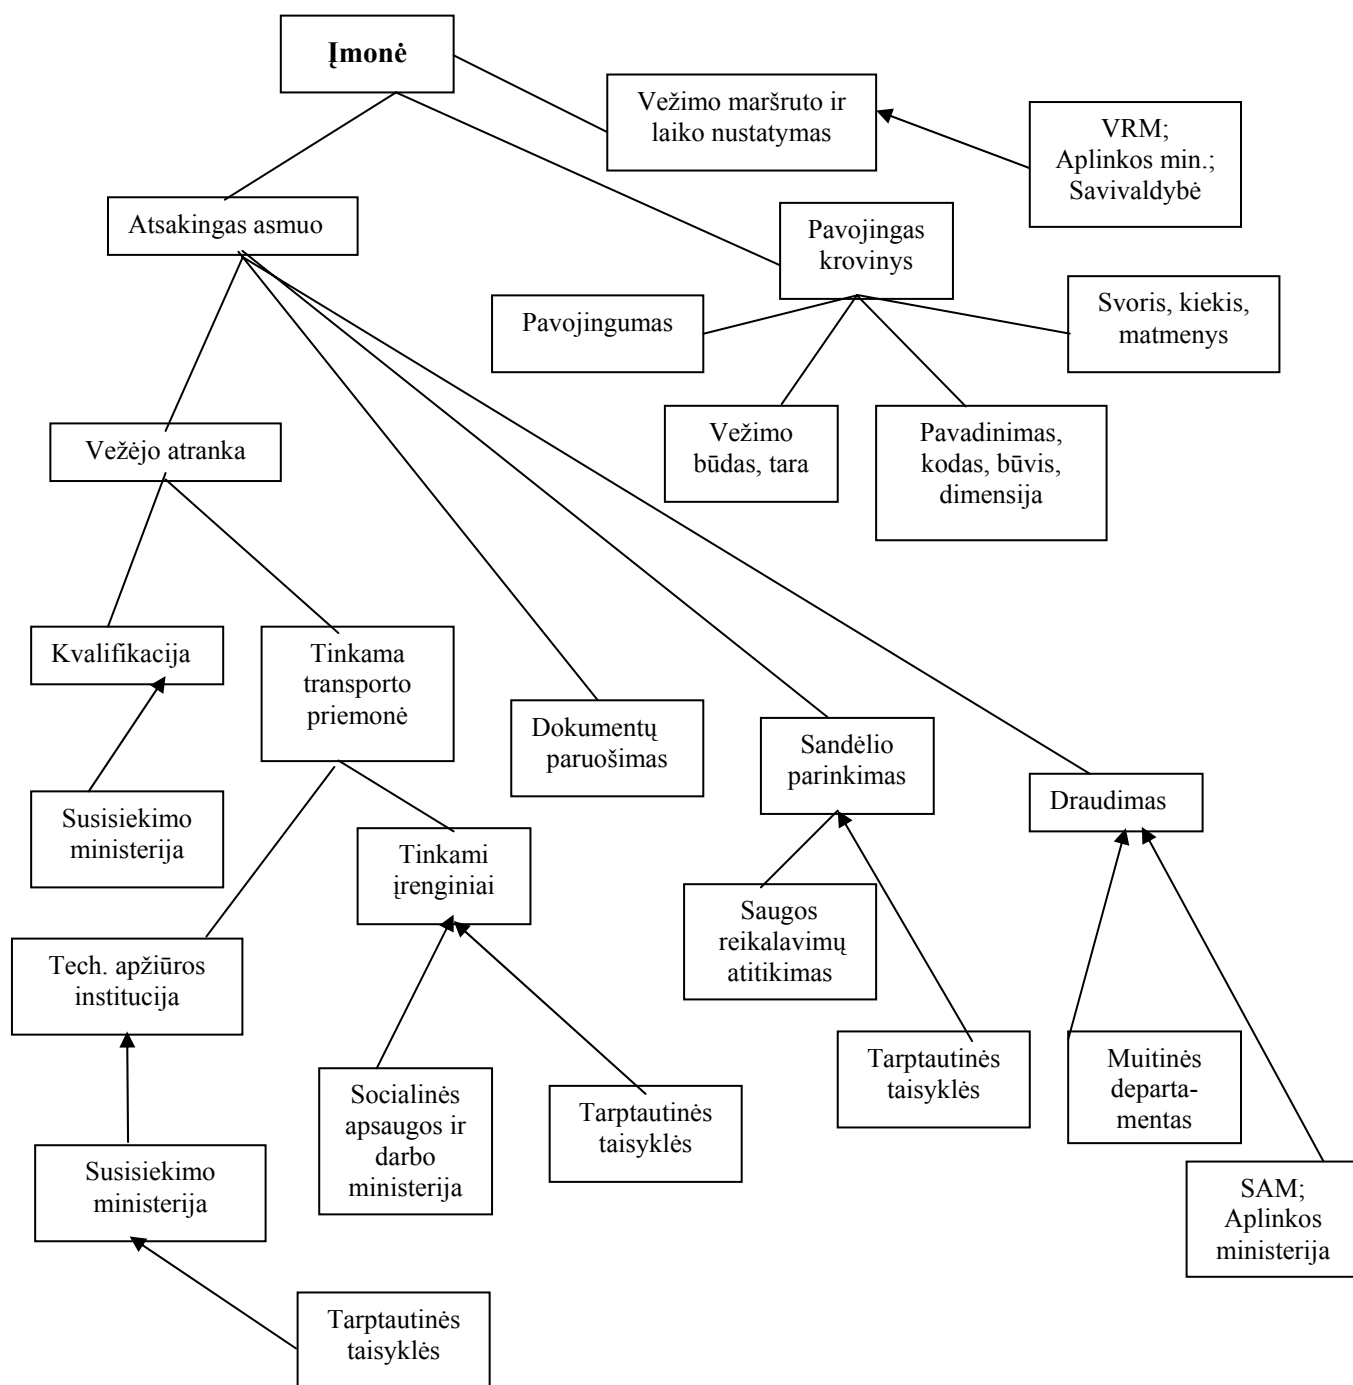 Įmonė
Vežimo maršruto ir
laiko nustatymas
VRM;
Aplinkos min.;
Savivaldybė
Atsakingas asmuo
Pavojingas
krovinys
Pavojingumas
Svoris, kiekis,
matmenys
Vežimo
būdas, tara
Pavadinimas,
kodas, būvis,
dimensija
Vežėjo atranka
Kvalifikacija
Tinkama
transporto
priemonė
Dokumentų
paruošimas
Sandėlio
parinkimas
Draudimas
Susisiekimo
ministerija
Tinkami
įrenginiai
Saugos
reikalavimų
atitikimas
Tech. apžiūros
institucija
Socialinės
apsaugos ir
darbo
ministerija
Tarptautinės
taisyklės
Tarptautinės
taisyklės
Muitinės
departa-
mentas
Susisiekimo
ministerija
SAM;
Aplinkos
ministerija
Tarptautinės
taisyklės